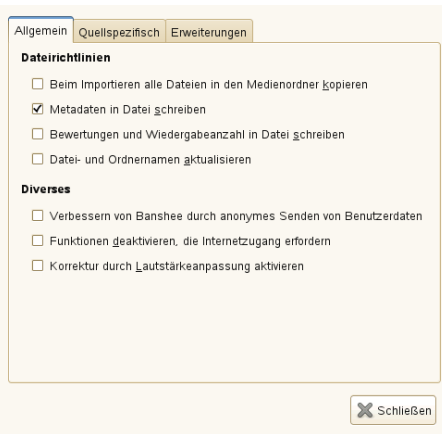 Allgemein Quellspezifisch Erweiterungen
Dateirichtlinien
Beim Importieren alle Dateien in den Medienordner kopieren
Metadaten in Datei schreiben
Bewertungen und Wiedergabeanzahl in Datei schreiben
Datei- und Ordnernamen aktualisieren
Diverses
Verbessern von Banshee durch anonymes Senden von Benutzerdaten
Funktionen deaktivieren, die Internetzugang erfordern
Korrektur durch Lautstärkeanpassung aktivieren
Schließen